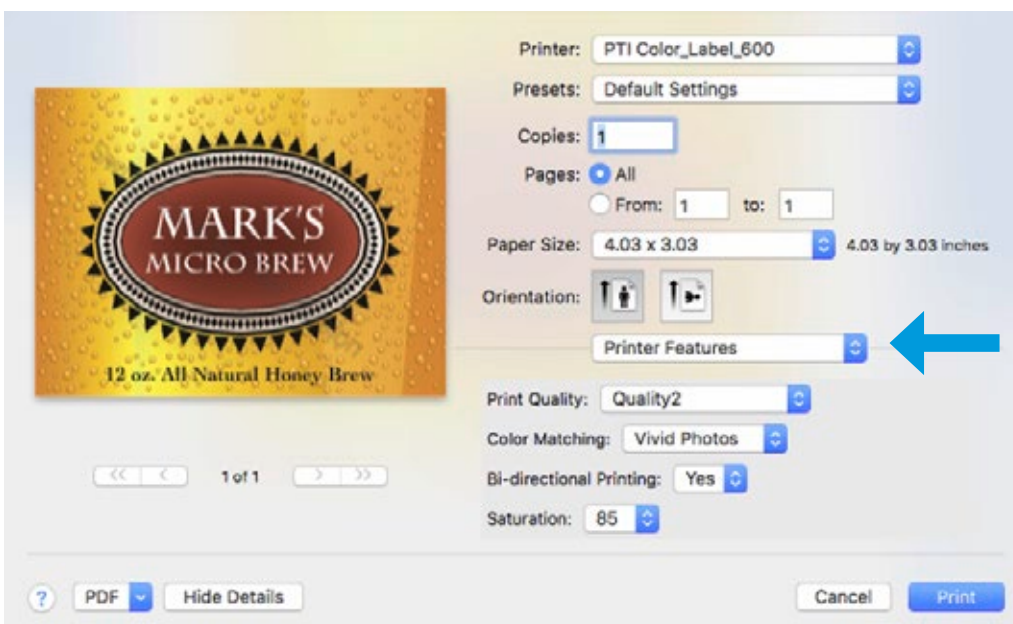 Printer: PTI Color_Label_600
Presets: Default Settings
Copies: 1
Pages: All
From: 1 to: 1
Paper Size: 4.03 x 3.03 4.03 by 3.03 inches
Orientation:
Printer Features
Print Quality: Quality2
Color Matching: Vivid Photos
Bi-directional Printing: Yes
Saturation: 85
MARK'S
MICRO BREW
12 oz. All Natural Honey Brew
<< < 1 of 1 > >>
? PDF Hide Details Cancel Print